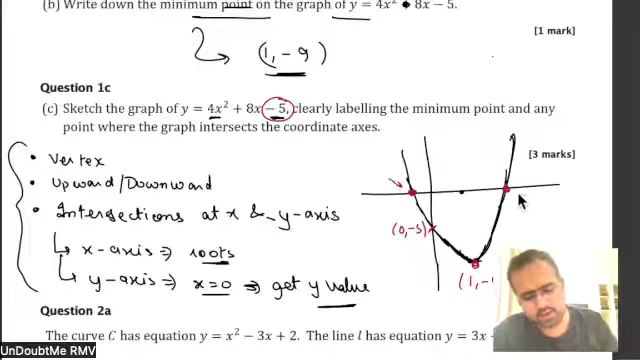 (b) Write down the minimum point on the graph of y = 4x² 8x − 5.
[1 mark]
(1, −9)
Question 1c
(c) Sketch the graph of y = 4x² + 8x − 5, clearly labelling the minimum point and any
point where the graph intersects the coordinate axes.
[3 marks]
• Vertex
• Upward/Downward
• Intersections at x & y-axis
x-axis ⇒ roots
y-axis ⇒ x = 0 ⇒ get y value
(0, −5)
(1, −
Question 2a
The curve C has equation y = x² − 3x + 2. The line l has equation y = 3x
UnDoubtMe RMV